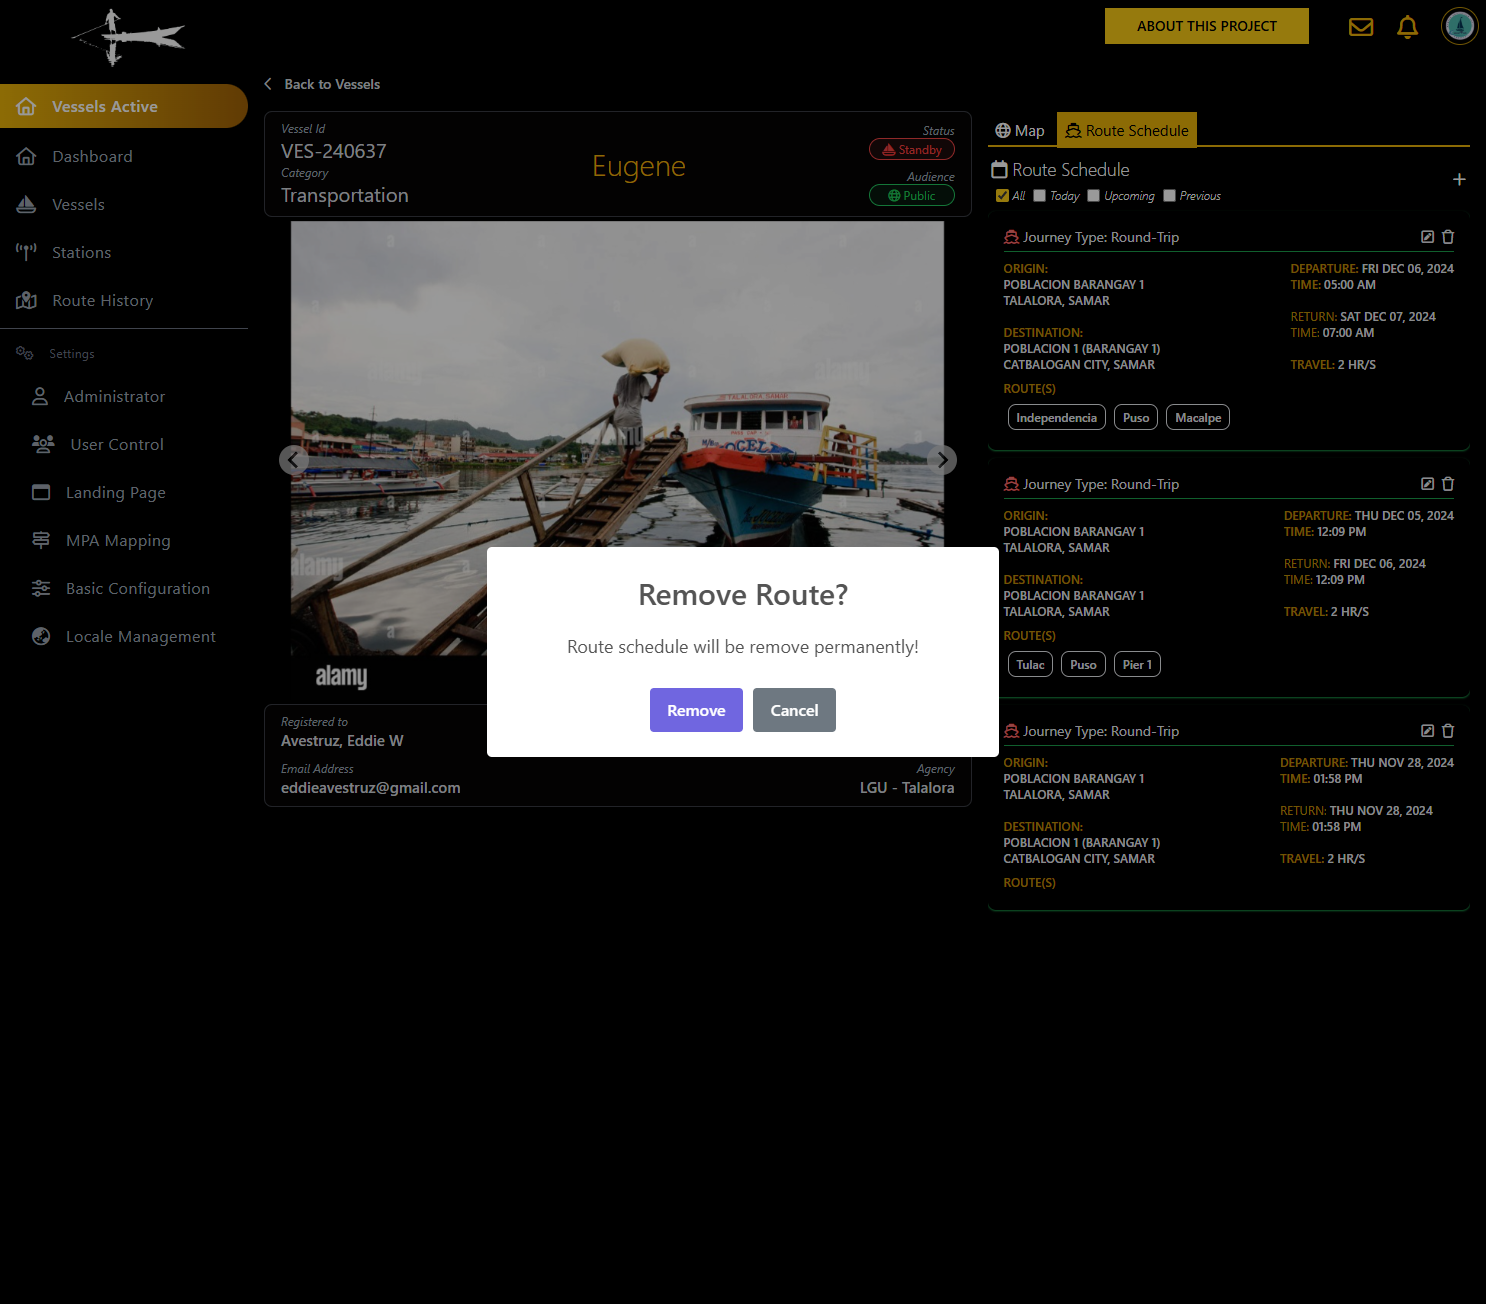 ABOUT THIS PROJECT
Vessels Active
Dashboard
Vessels
Stations
Route History
Settings
Administrator
User Control
Landing Page
MPA Mapping
Basic Configuration
Locale Management
Back to Vessels
Vessel Id
VES-240637
Category
Transportation
Eugene
Status
Standby
Audience
Public
a
alamy
TALALORA SAMAR
alamy
alamy
Registered to
Avestruz, Eddie W
Email Address
eddieavestruz@gmail.com
Agency
LGU - Talalora
Remove Route?
Route schedule will be remove permanently!
Remove
Cancel
Map
Route Schedule
Route Schedule
All
Today
Upcoming
Previous
Journey Type: Round-Trip
ORIGIN:
POBLACION BARANGAY 1
TALALORA, SAMAR
DESTINATION:
POBLACION 1 (BARANGAY 1)
CATBALOGAN CITY, SAMAR
DEPARTURE: FRI DEC 06, 2024
TIME: 05:00 AM
RETURN: SAT DEC 07, 2024
TIME: 07:00 AM
TRAVEL: 2 HR/S
ROUTE(S)
Independencia
Puso
Macalpe
Journey Type: Round-Trip
ORIGIN:
POBLACION BARANGAY 1
TALALORA, SAMAR
DESTINATION:
POBLACION BARANGAY 1
TALALORA, SAMAR
DEPARTURE: THU DEC 05, 2024
TIME: 12:09 PM
RETURN: FRI DEC 06, 2024
TIME: 12:09 PM
TRAVEL: 2 HR/S
ROUTE(S)
Tulac
Puso
Pier 1
Journey Type: Round-Trip
ORIGIN:
POBLACION BARANGAY 1
TALALORA, SAMAR
DESTINATION:
POBLACION 1 (BARANGAY 1)
CATBALOGAN CITY, SAMAR
DEPARTURE: THU NOV 28, 2024
TIME: 01:58 PM
RETURN: THU NOV 28, 2024
TIME: 01:58 PM
TRAVEL: 2 HR/S
ROUTE(S)